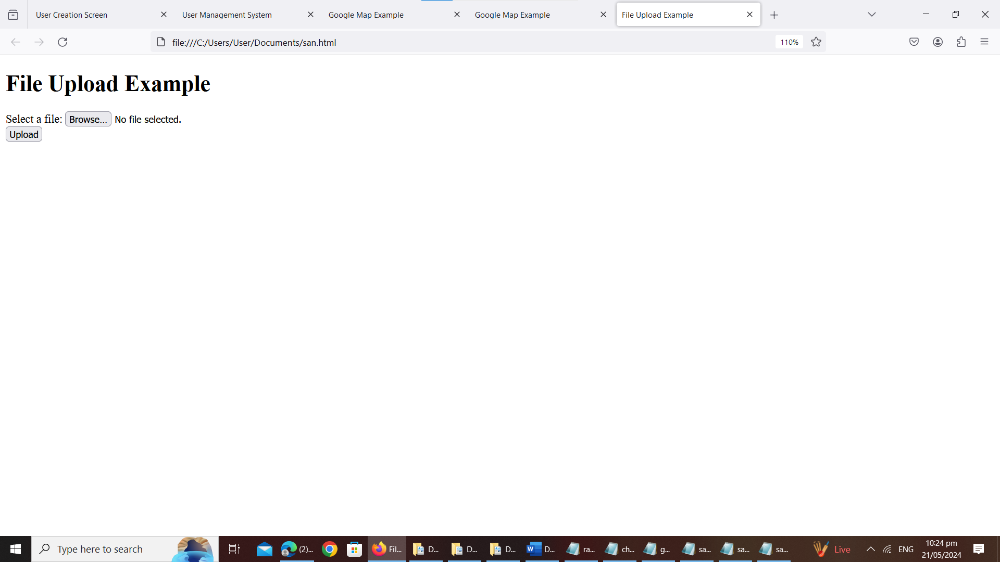 User Creation Screen
User Management System
Google Map Example
Google Map Example
File Upload Example
file:///C:/Users/User/Documents/san.html
110%
File Upload Example
Select a file: Browse... No file selected.
Upload
Type here to search
(2)...
Fil...
D...
D...
D...
D...
ra...
ch...
g...
sa...
sa...
sa...
Live
ENG
10:24 pm
21/05/2024